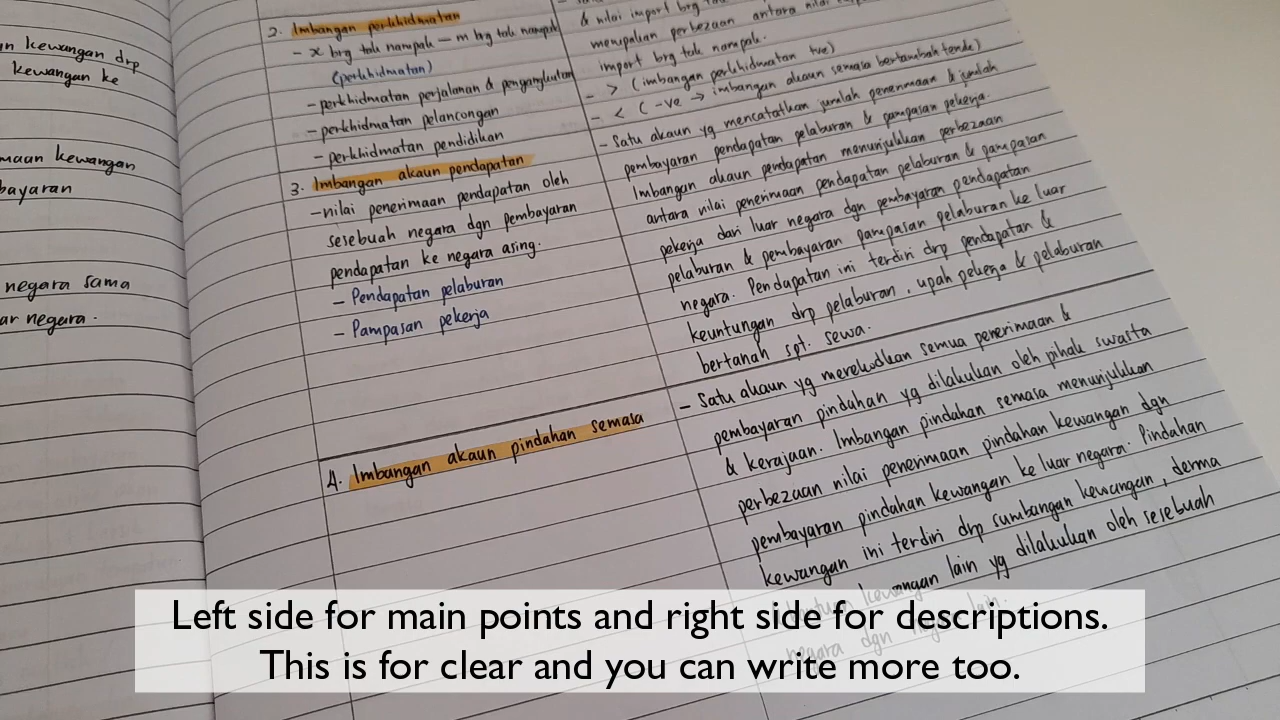 n kewangan drp
kewangan ke
maan kewangan
bayaran
negara sama
ar negara.
2. Imbangan perkhidmatan
- x brg tak nampak — m brg tak nampak
(perkhidmatan)
- perkhidmatan perjalanan & pengangkutan
- perkhidmatan pelancongan
- perkhidmatan pendidikan
3. Imbangan akaun pendapatan
- nilai penerimaan pendapatan oleh
sesebuah negara dgn pembayaran
pendapatan ke negara asing.
- Pendapatan pelaburan
- Pampasan pekerja
4. Imbangan akaun pindahan semasa
& nilai import brg tak
merupakan perbezaan antara nilai
import brg tak nampak.
- > (imbangan perkhidmatan tve)
- < (-ve → imbangan akaun semasa bertambah
- Satu akaun yg mencatatkan jumlah penerimaan & jumlah
pembayaran pendapatan pelaburan & pampasan pekerja.
Imbangan akaun pendapatan menunjukkan perbezaan
antara nilai penerimaan pendapatan pelaburan & pampasan
pekerja dari luar negara dgn pembayaran pendapatan
pelaburan & pembayaran pampasan pelaburan ke luar
negara. Pendapatan ini terdiri drp pendapatan &
keuntungan drp pelaburan, upah pekerja & pelaburan
bertanah spt. sewa.
- Satu akaun yg merekodkan semua penerimaan &
pembayaran pindahan yg dilakukan oleh pihak swasta
& kerajaan. Imbangan pindahan semasa menunjukkan
perbezaan nilai penerimaan pindahan kewangan dgn
pembayaran pindahan kewangan ke luar negara. Pindahan
kewangan ini terdiri drp sumbangan kewangan, derma
kewangan lain yg dilakukan oleh sesebuah
negara dgn lain.
Left side for main points and right side for descriptions.
This is for clear and you can write more too.